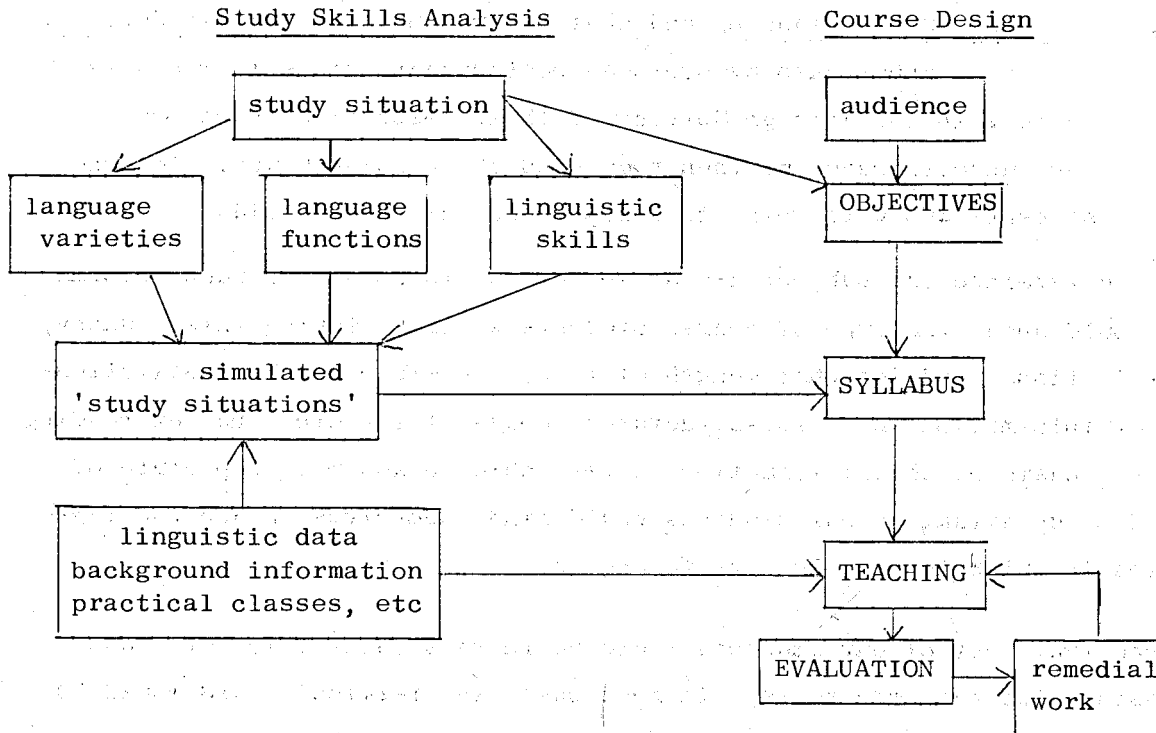 Study Skills Analysis
Course Design
study situation
audience
language
varieties
language
functions
linguistic
skills
OBJECTIVES
simulated
'study situations'
SYLLABUS
linguistic data
background information
practical classes, etc
TEACHING
EVALUATION
remedial
work